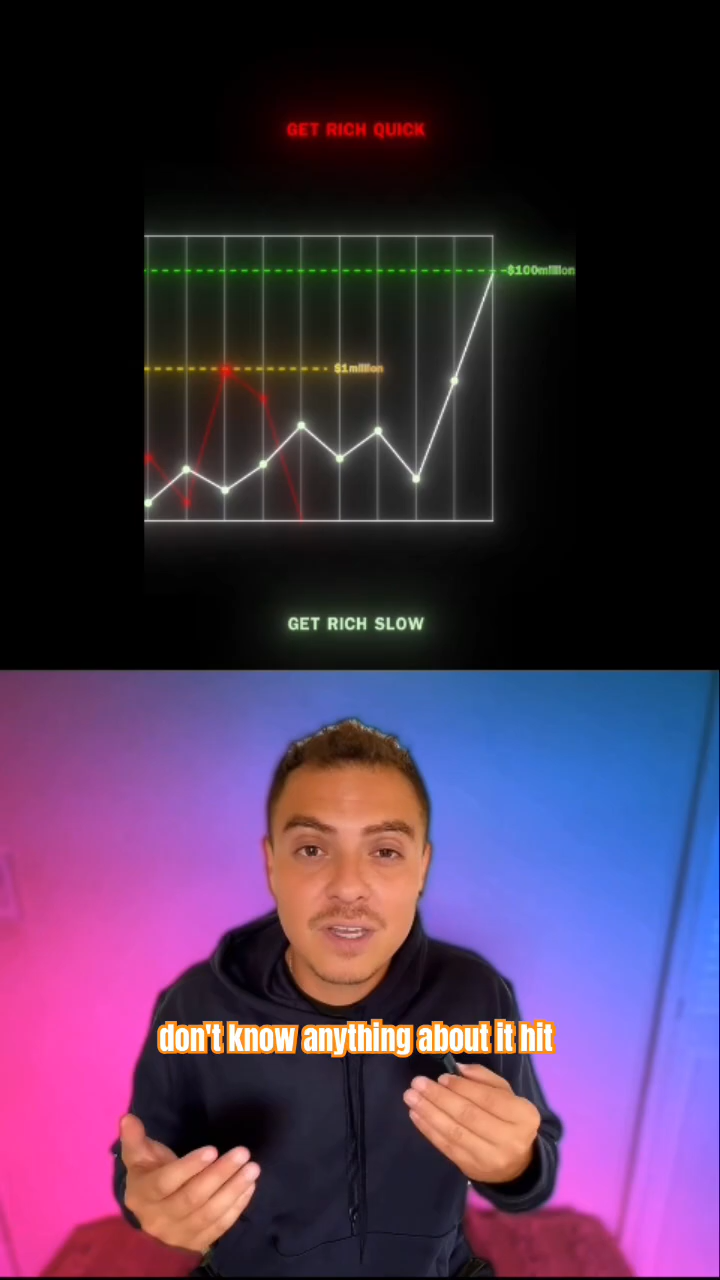 GET RICH QUICK
$100million
$1million
GET RICH SLOW
don't know anything about it hit